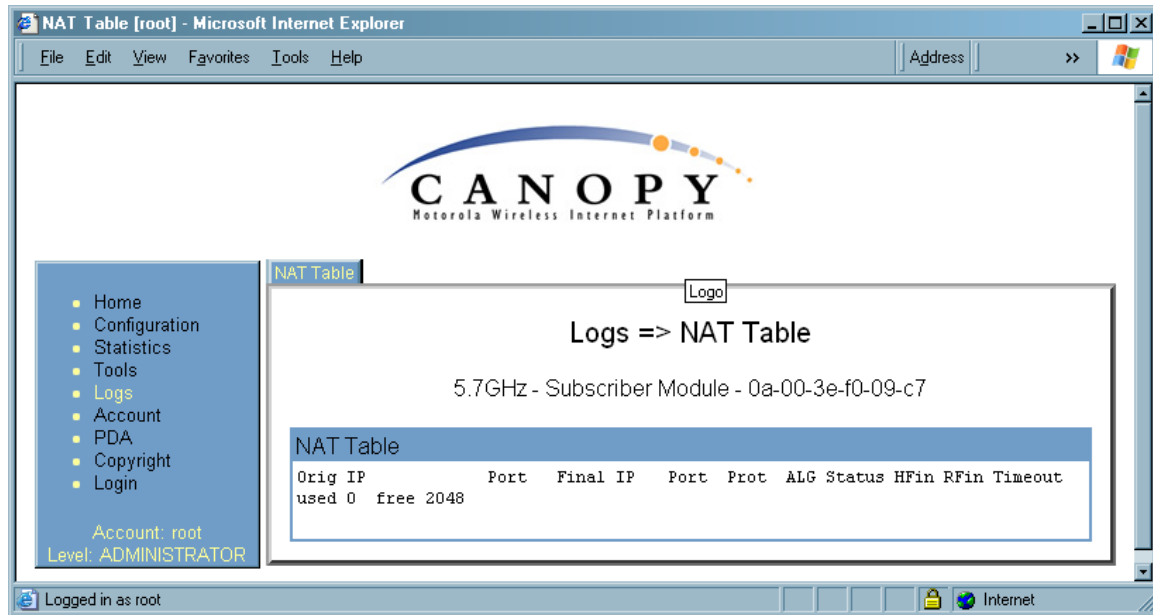 NAT Table [root] - Microsoft Internet Explorer
File Edit View Favorites Tools Help
Address
»
CANOPY
Motorola Wireless Internet Platform
NAT Table
Logo
Home
Configuration
Statistics
Tools
Logs
Account
PDA
Copyright
Login
Account: root
Level: ADMINISTRATOR
Logs => NAT Table
5.7GHz - Subscriber Module - 0a-00-3e-f0-09-c7
NAT Table
Orig IP Port Final IP Port Prot ALG Status HFin RFin Timeout
used 0 free 2048
Logged in as root
Internet